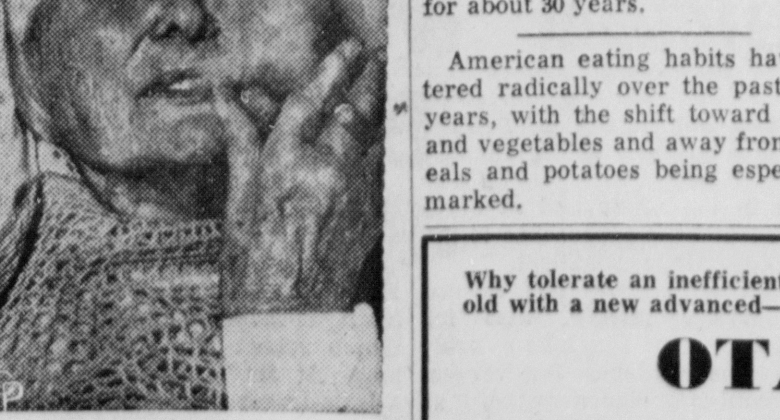 for about 30 years.
American eating habits ha
tered radically over the past
years, with the shift toward
and vegetables and away from
eals and potatoes being espe
marked.
Why tolerate an inefficient
old with a new advanced—
OTA